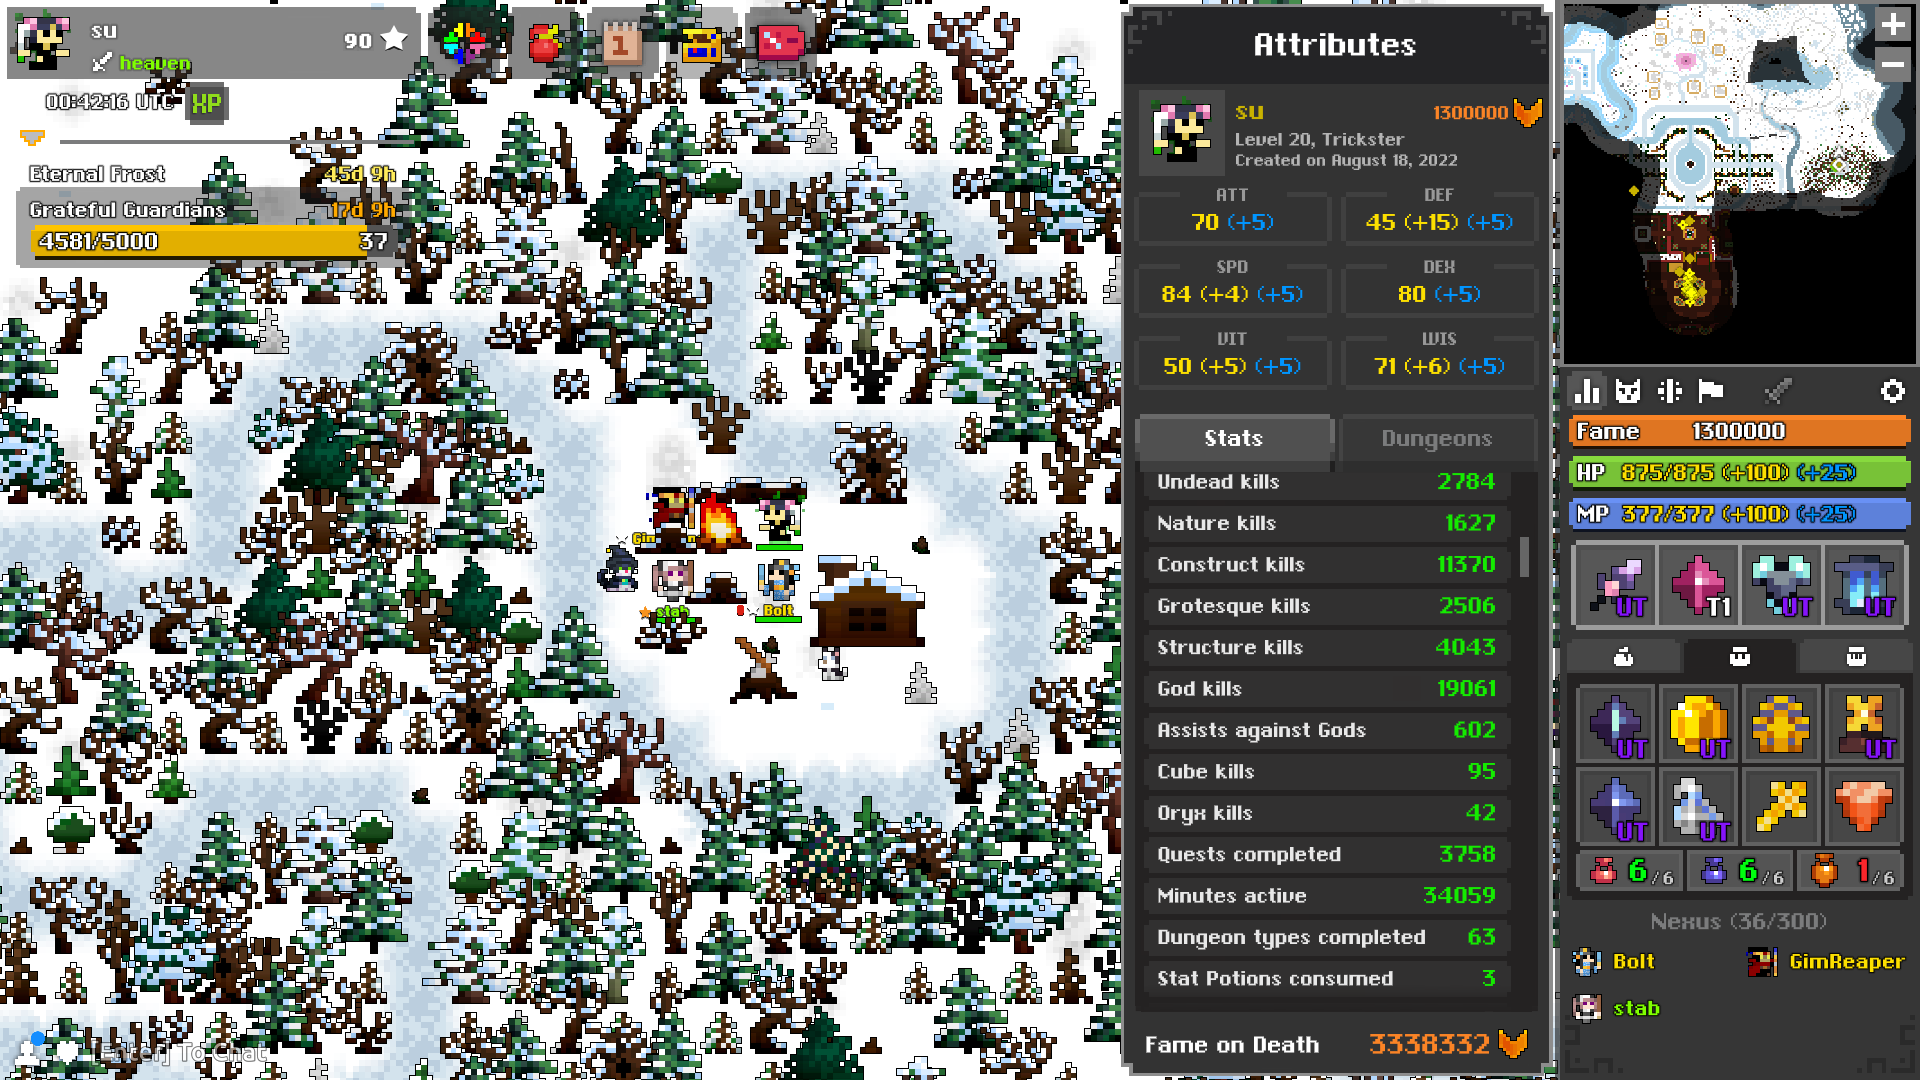 su
90
heaven
00:42:16 UTC XP
Eternal Frost 45d 9h
Grateful Guardians 17d 9h
4581/5000 37
1
stab
Bolt
[Enter] To Chat
Attributes
su 1300000
Level 20, Trickster
Created on August 18, 2022
ATT DEF
70 (+5) 45 (+15) (+5)
SPD DEX
84 (+4) (+5) 80 (+5)
VIT WIS
50 (+5) (+5) 71 (+6) (+5)
Stats Dungeons
Undead kills 2784
Nature kills 1627
Construct kills 11370
Grotesque kills 2506
Structure kills 4043
God kills 19061
Assists against Gods 602
Cube kills 95
Oryx kills 42
Quests completed 3758
Minutes active 34059
Dungeon types completed 63
Stat Potions consumed 3
Fame on Death 3338332
Fame 1300000
HP 875/875 (+100) (+25)
MP 377/377 (+100) (+25)
UT T1 UT UT
UT UT UT
UT UT
6/6 6/6 1/6
Nexus (36/300)
Bolt GimReaper
stab